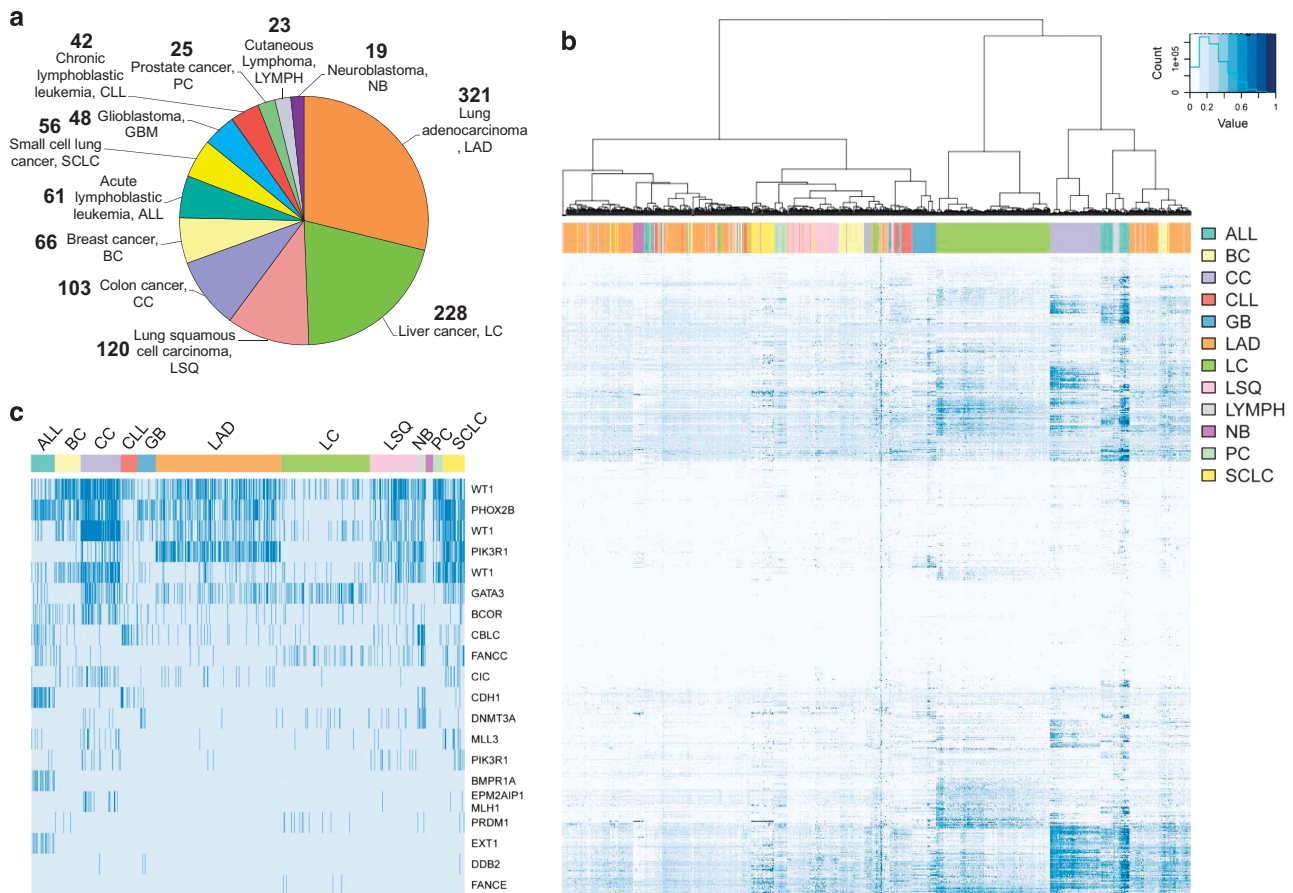 a
23
Cutaneous
Lymphoma,
LYMPH
19
Neuroblastoma,
NB
25
Prostate cancer,
PC
42
Chronic
lymphoblastic
leukemia, CLL
321
Lung
adenocarcinoma
, LAD
48 Glioblastoma,
GBM
56
Small cell lung
cancer, SCLC
61 Acute
lymphoblastic
leukemia, ALL
66 Breast cancer,
BC
103 Colon cancer,
CC
120 Lung squamous
cell carcinoma,
LSQ
228
Liver cancer, LC
b
Count
1e+05
0
0 0.2 0.6 1
Value
ALL
BC
CC
CLL
GB
LAD
LC
LSQ
LYMPH
NB
PC
SCLC
c
ALL BC CC CLL GB LAD LC LSQ NB PC SCLC
WT1
PHOX2B
WT1
PIK3R1
WT1
GATA3
BCOR
CBLC
FANCC
CIC
CDH1
DNMT3A
MLL3
PIK3R1
BMPR1A
EPM2AIP1
MLH1
PRDM1
EXT1
DDB2
FANCE